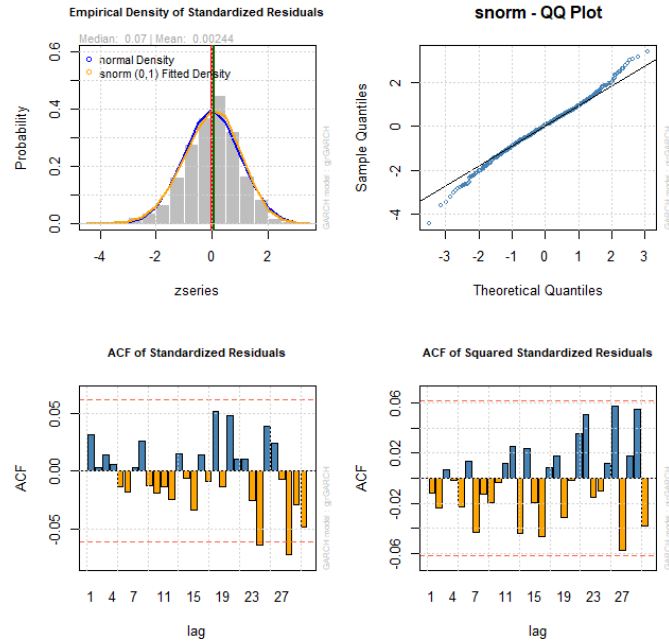 Empirical Density of Standardized Residuals
Median: 0.07 | Mean: 0.00244
normal Density
snorm (0,1) Fitted Density
Probability
0.0 0.2 0.4 0.6
-4 -2 0 2
zseries
GARCH model : gjrGARCH
snorm - QQ Plot
Sample Quantiles
-4 -2 0 2
-3 -2 -1 0 1 2 3
Theoretical Quantiles
GARCH model : gjrGARCH
ACF of Standardized Residuals
ACF
-0.05 0.00 0.05
1 4 7 11 15 19 23 27
lag
GARCH model : gjrGARCH
ACF of Squared Standardized Residuals
ACF
-0.06 -0.02 0.02 0.06
1 4 7 11 15 19 23 27
lag
GARCH model : gjrGARCH